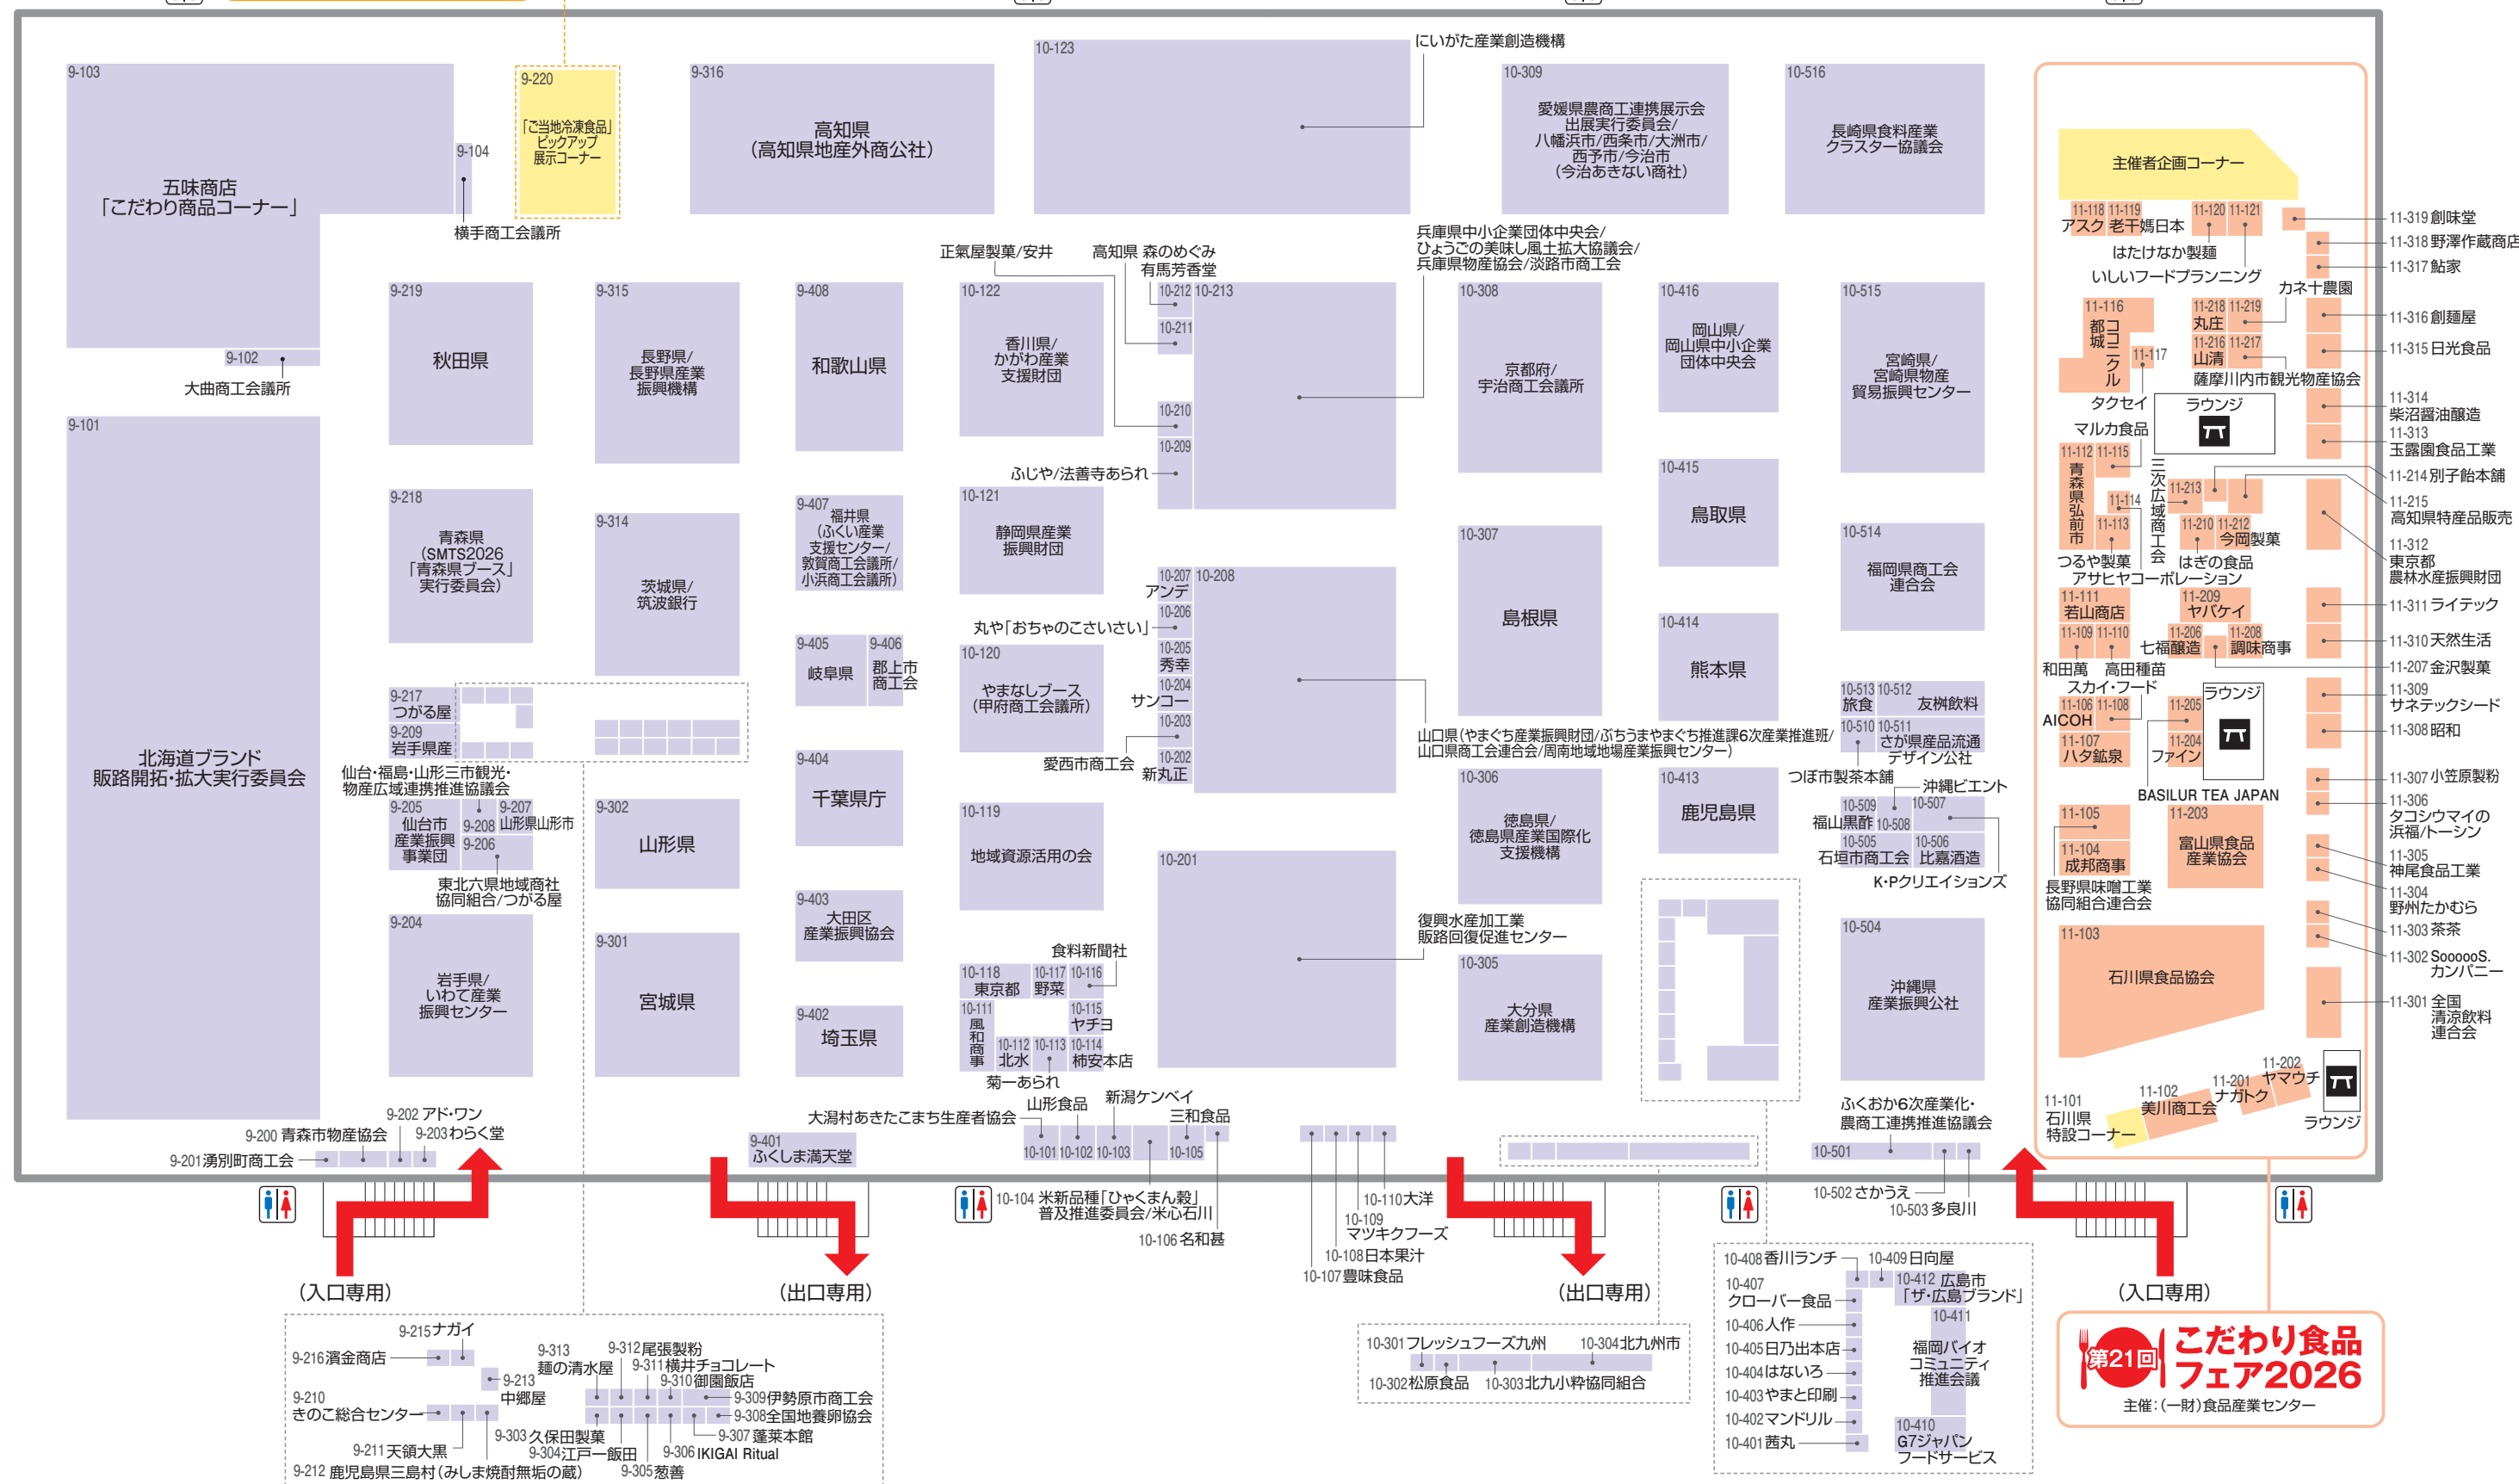 9-103
五味商店
「こだわり商品コーナー」
9-104
横手商工会議所
9-220
「ご当地冷凍食品」
ピックアップ
展示コーナー
9-316
高知県
（高知県地産外商公社）
10-123
にいがた産業創造機構
10-309
愛媛県農商工連携展示会
出展実行委員会/
八幡浜市/西条市/大洲市/
西予市/今治市
（今治あきない商社）
10-516
長崎県食料産業
クラスター協議会
9-102
大曲商工会議所
9-101
北海道ブランド
販路開拓・拡大実行委員会
9-219
秋田県
9-218
青森県
（SMTS2026
「青森県ブース」
実行委員会）
9-217
つがる屋
9-209
岩手県産
仙台・福島・山形三市観光・
物産広域連携推進協議会
9-205
仙台市
産業振興
事業団
9-208
9-207
山形県山形市
9-206
東北六県地域商社
協同組合/つがる屋
9-204
岩手県/
いわて産業
振興センター
9-202 アド・ワン
9-200 青森市物産協会
9-203 わらく堂
9-201 湧別町商工会
9-315
長野県/
長野県産業
振興機構
9-314
茨城県/
筑波銀行
9-302
山形県
9-301
宮城県
9-408
和歌山県
9-407
福井県
（ふくい産業
支援センター/
敦賀商工会議所/
小浜商工会議所）
9-405
岐阜県
9-406
郡上市
商工会
9-404
千葉県庁
9-403
大田区
産業振興協会
9-402
埼玉県
9-401
ふくしま満天堂
正氣屋製菓/安井
高知県 森のめぐみ
有馬芳香堂
10-122
香川県/
かがわ産業
支援財団
10-212
10-211
10-210
10-209
ふじや/法善寺あられ
10-213
兵庫県中小企業団体中央会/
ひょうごの美味し風土拡大協議会/
兵庫県物産協会/淡路市商工会
10-121
静岡県産業
振興財団
10-207
アンデ
10-206
丸や「おちゃのこさいさい」
10-205
秀幸
10-204
サンコー
10-203
愛西市商工会
10-202
新丸正
10-208
山口県（やまぐち産業振興財団/ぶちうまやまぐち推進課6次産業推進班/
山口県商工会連合会/周南地域地場産業振興センター）
10-120
やまなしブース
（甲府商工会議所）
10-119
地域資源活用の会
10-201
復興水産加工業
販路回復促進センター
食料新聞社
10-118
東京都
10-117
野菜
10-116
10-111
風和商事
10-115
ヤチヨ
10-112
北水
10-113
10-114
柿安本店
菊一あられ
大潟村あきたこまち生産者協会
山形食品
新潟ケンベイ
三和食品
10-101
10-102
10-103
10-105
10-104 米新品種「ひゃくまん穀」
普及推進委員会/米心石川
10-106 名和甚
10-110 大洋
10-109
マツキクフーズ
10-108 日本果汁
10-107 豊味食品
10-308
京都府/
宇治商工会議所
10-307
島根県
10-306
徳島県/
徳島県産業国際化
支援機構
10-305
大分県
産業創造機構
10-416
岡山県/
岡山県中小企業
団体中央会
10-415
鳥取県
10-414
熊本県
10-413
鹿児島県
10-515
宮崎県/
宮崎県物産
貿易振興センター
10-514
福岡県商工会
連合会
10-513
旅食
10-512
友桝飲料
10-510
10-511
さが県産品流通
デザイン公社
つぼ市製茶本舗
沖縄ビエント
10-509
福山黒酢
10-508
10-507
10-505
石垣市商工会
10-506
比嘉酒造
K・Pクリエイションズ
10-504
沖縄県
産業振興公社
ふくおか6次産業化・
農商工連携推進協議会
10-501
10-502 さかうえ
10-503 多良川
主催者企画コーナー
11-118
アスク
11-119
老干媽日本
11-120
11-121
はたけなか製麺
いしいフードプランニング
カネ十農園
11-116
都城
ココニクル
11-117
タクセイ
11-218
丸庄
11-219
11-216
山清
11-217
薩摩川内市観光物産協会
ラウンジ
マルカ食品
11-112
青森県弘前市
11-115
11-114
11-113
つるや製菓
アサヒヤコーポレーション
三次広域商工会
11-213
11-210
11-212
今岡製菓
はぎの食品
11-111
若山商店
11-209
ヤバケイ
11-109
11-110
和田萬
高田種苗
11-206
七福醸造
11-208
調味商事
スカイ・フード
11-106
AICOH
11-108
11-107
ハタ鉱泉
11-205
11-204
ファイン
ラウンジ
BASILUR TEA JAPAN
11-105
11-104
成邦商事
長野県味噌工業
協同組合連合会
11-203
富山県食品
産業協会
11-103
石川県食品協会
11-101
石川県
特設コーナー
11-102
美川商工会
11-201
ナガトク
11-202
ヤマウチ
ラウンジ
11-319 創味堂
11-318 野澤作蔵商店
11-317 鮎家
11-316 創麺屋
11-315 日光食品
11-314
柴沼醤油醸造
11-313
玉露園食品工業
11-214 別子飴本舗
11-215
高知県特産品販売
11-312
東京都
農林水産振興財団
11-311 ライテック
11-310 天然生活
11-207 金沢製菓
11-309
サネテックシード
11-308 昭和
11-307 小笠原製粉
11-306
タコシウマイの
浜福/トーシン
11-305
神尾食品工業
11-304
野州たかむら
11-303 茶茶
11-302 SoooooS.
カンパニー
11-301 全国
清涼飲料
連合会
（入口専用）
（出口専用）
（出口専用）
（入口専用）
9-215 ナガイ
9-216 濱金商店
9-213
中郷屋
9-210
きのこ総合センター
9-211 天領大黒
9-212 鹿児島県三島村（みしま焼酎無垢の蔵）
9-313
麺の清水屋
9-312 尾張製粉
9-311 横井チョコレート
9-310 御園飯店
9-309 伊勢原市商工会
9-308 全国地養卵協会
9-307 蓬莱本館
9-303 久保田製菓
9-304 江戸一飯田
9-306 IKIGAI Ritual
9-305 葱善
10-301 フレッシュフーズ九州
10-304 北九州市
10-302 松原食品
10-303 北九小粋協同組合
10-408 香川ランチ
10-409 日向屋
10-407
クローバー食品
10-412 広島市
「ザ・広島ブランド」
10-406 人作
10-411
福岡バイオ
コミュニティ
推進会議
10-405 日乃出本店
10-404 はないろ
10-403 やまと印刷
10-402 マンドリル
10-401 茜丸
10-410
G7ジャパン
フードサービス
第21回
こだわり食品
フェア2026
主催：（一財）食品産業センター